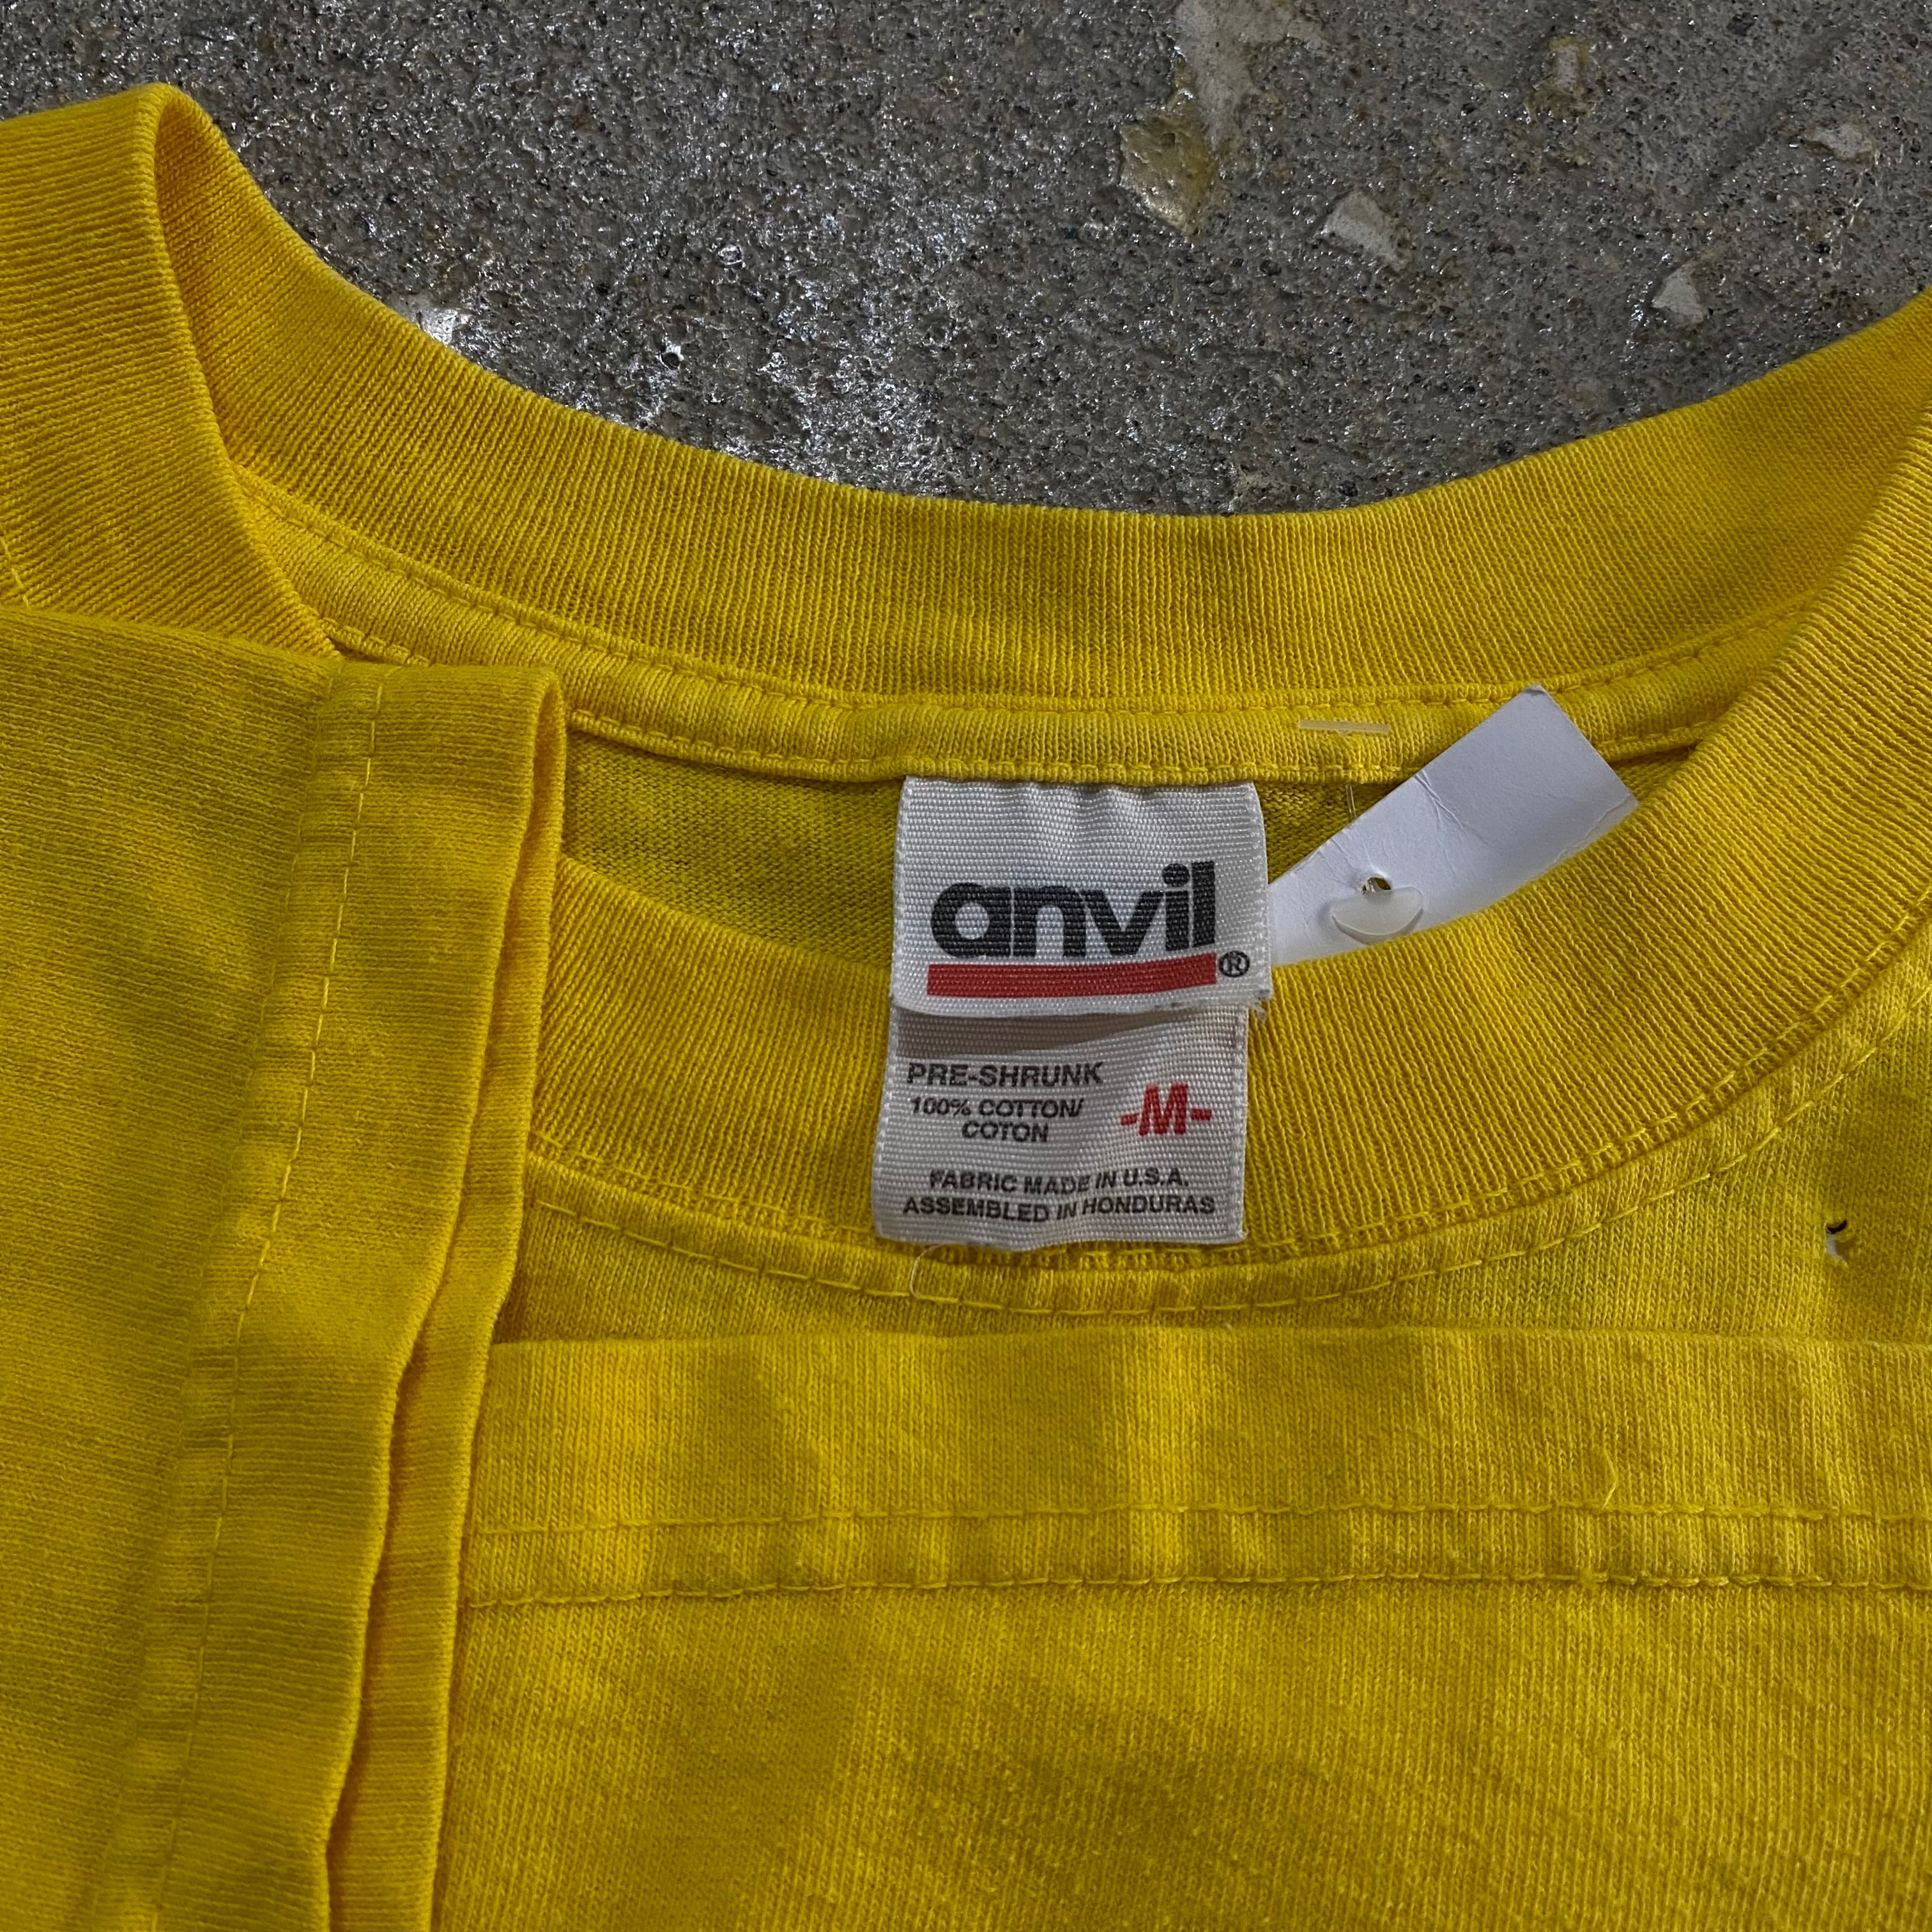 anvil®
PRE-SHRUNK
100% COTTON/
COTON
-M-
FABRIC MADE IN U.S.A.
ASSEMBLED IN HONDURAS